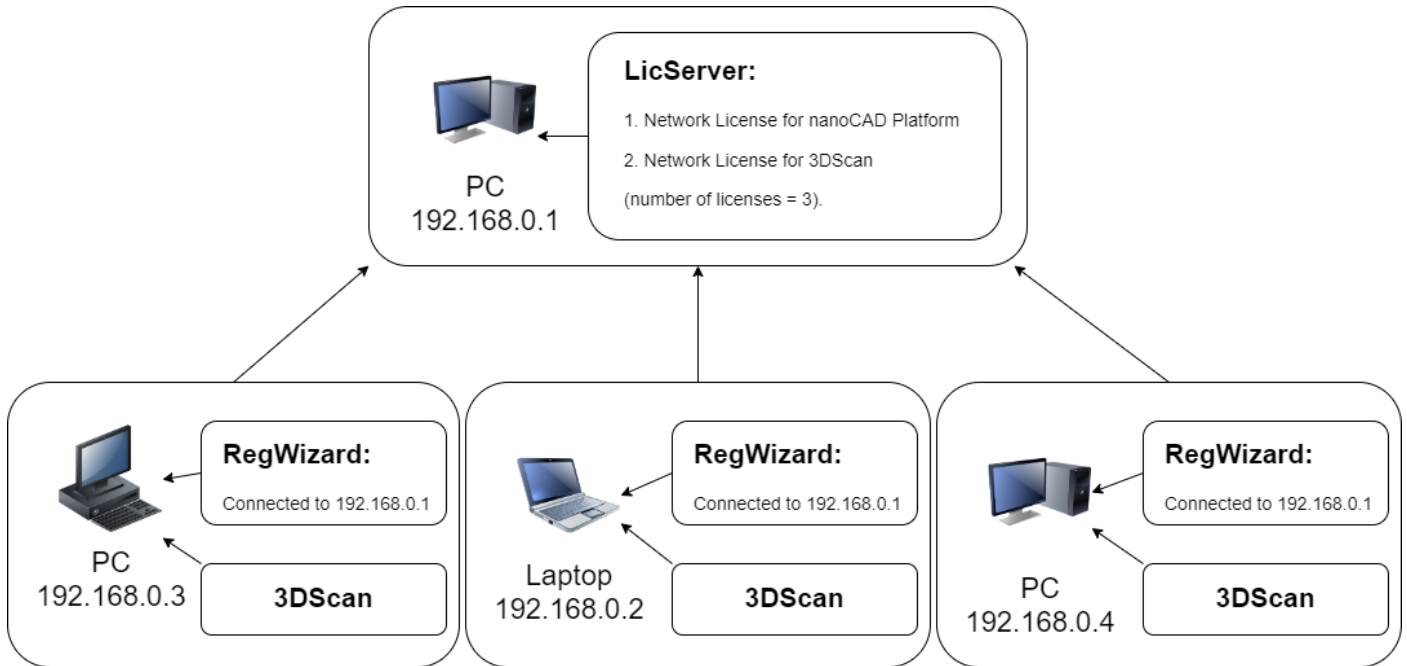 LicServer:
1. Network License for nanoCAD Platform
2. Network License for 3DScan
(number of licenses = 3).
PC
192.168.0.1
RegWizard:
Connected to 192.168.0.1
PC
192.168.0.3
3DScan
RegWizard:
Connected to 192.168.0.1
Laptop
192.168.0.2
3DScan
RegWizard:
Connected to 192.168.0.1
PC
192.168.0.4
3DScan